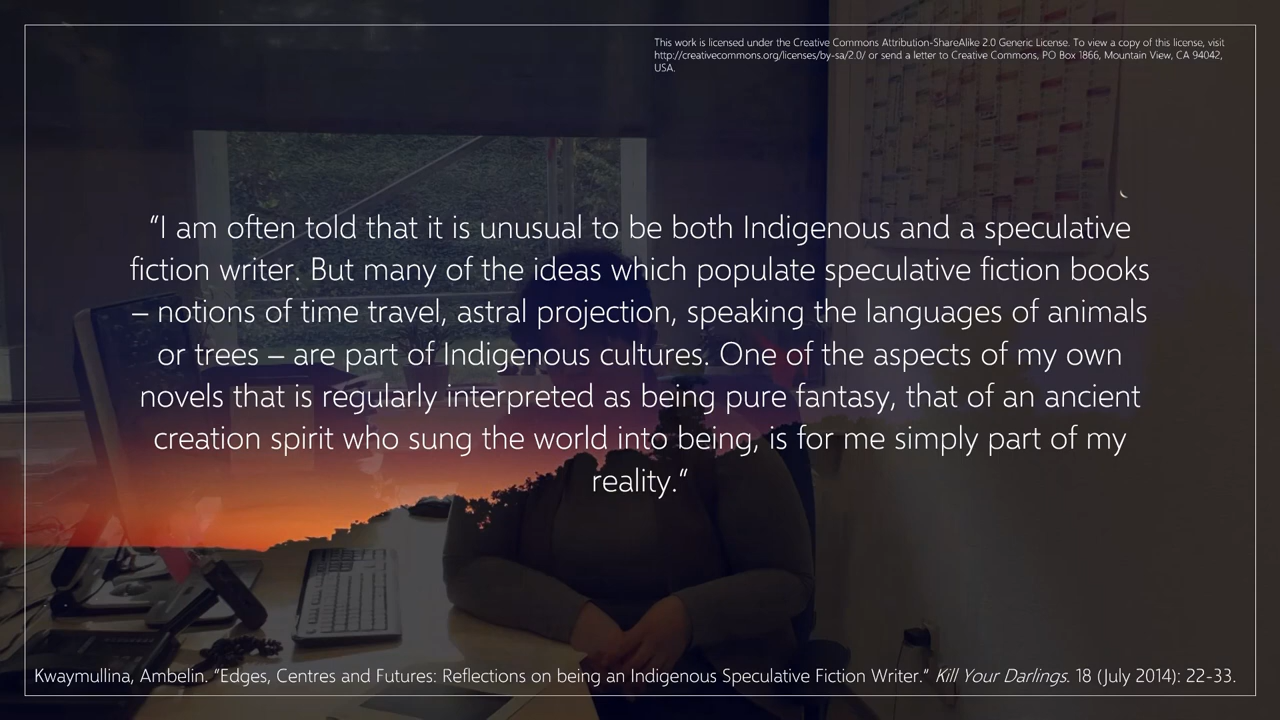 This work is licensed under the Creative Commons Attribution-ShareAlike 2.0 Generic License. To view a copy of this license, visit
http://creativecommons.org/licenses/by-sa/2.0/ or send a letter to Creative Commons, PO Box 1866, Mountain View, CA 94042,
USA.
“I am often told that it is unusual to be both Indigenous and a speculative
fiction writer. But many of the ideas which populate speculative fiction books
– notions of time travel, astral projection, speaking the languages of animals
or trees – are part of Indigenous cultures. One of the aspects of my own
novels that is regularly interpreted as being pure fantasy, that of an ancient
creation spirit who sung the world into being, is for me simply part of my
reality.“
Kwaymullina, Ambelin. “Edges, Centres and Futures: Reflections on being an Indigenous Speculative Fiction Writer.” Kill Your Darlings. 18 (July 2014): 22-33.